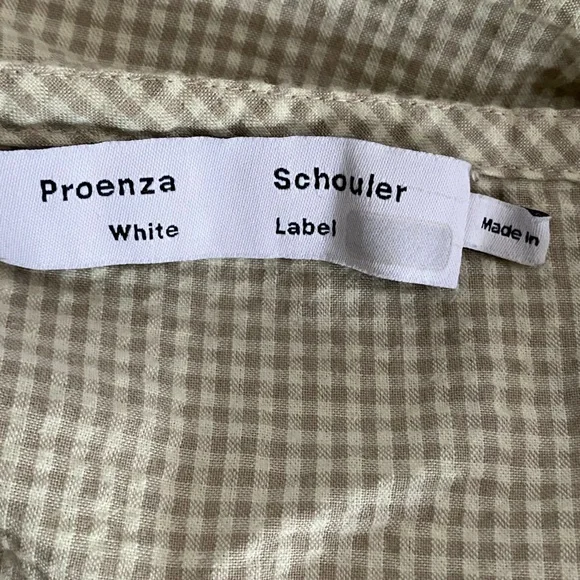 Proenza Schouler
White Label
Made in